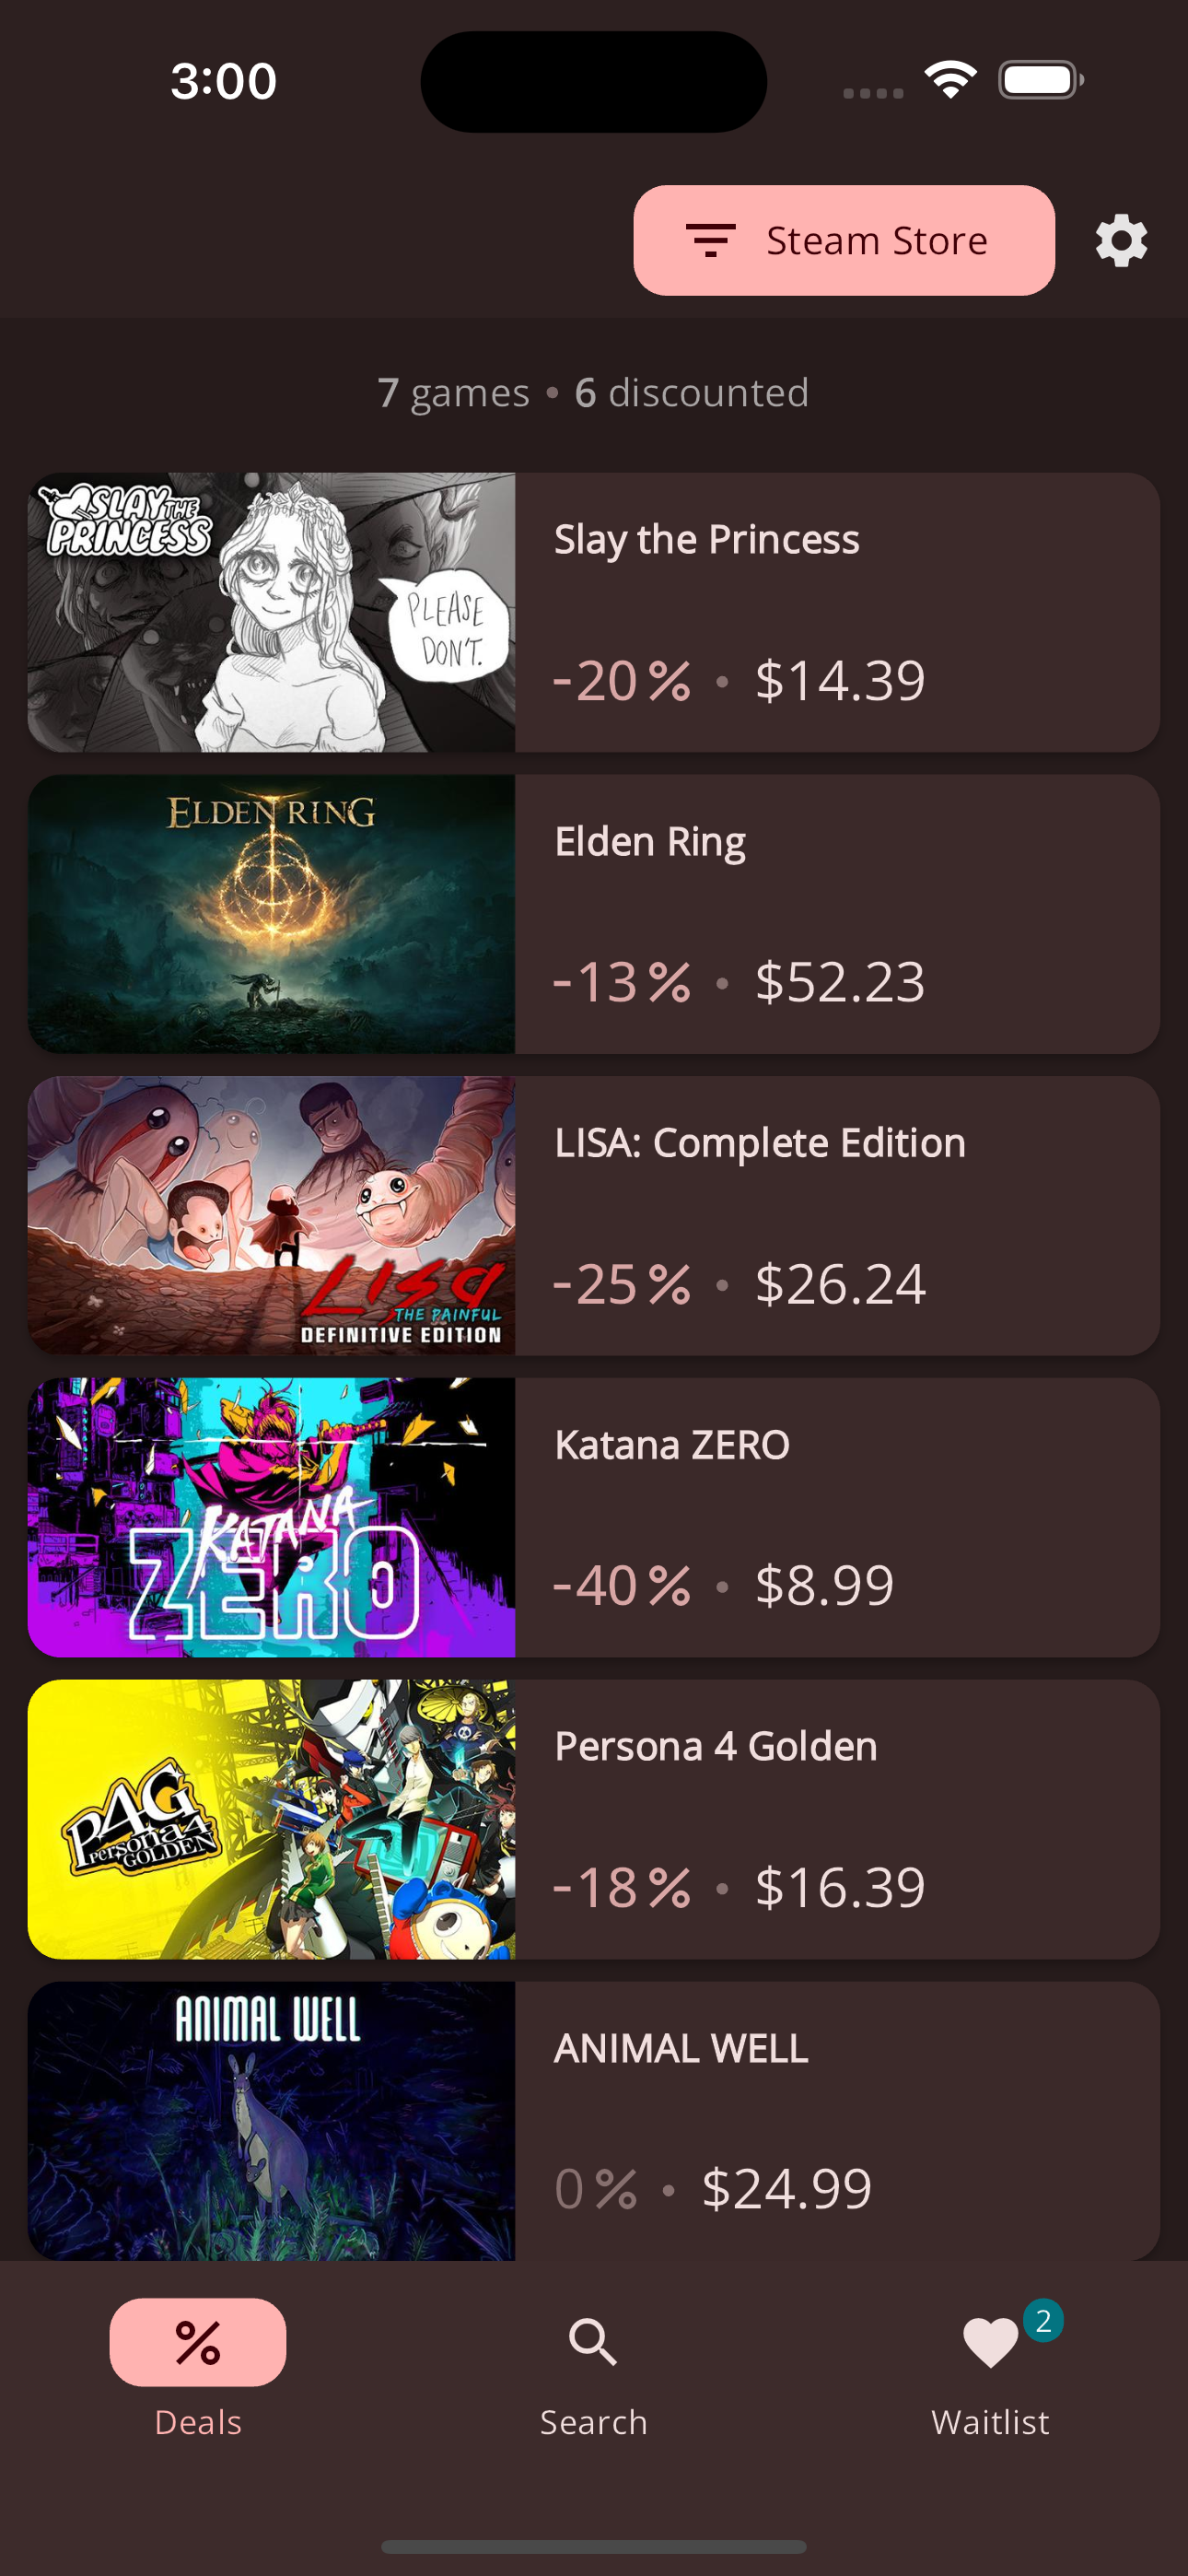 3:00
Steam Store
7 games • 6 discounted
SLAY THE
PRINCESS
PLEASE
DON'T.
Slay the Princess
-20% • $14.39
ELDEN RING
Elden Ring
-13% • $52.23
LISA
THE PAINFUL
DEFINITIVE EDITION
LISA: Complete Edition
-25% • $26.24
KATANA
ZERO
Katana ZERO
-40% • $8.99
P4G
Persona4
GOLDEN
Persona 4 Golden
-18% • $16.39
ANIMAL WELL
ANIMAL WELL
0% • $24.99
%
2
Deals
Search
Waitlist